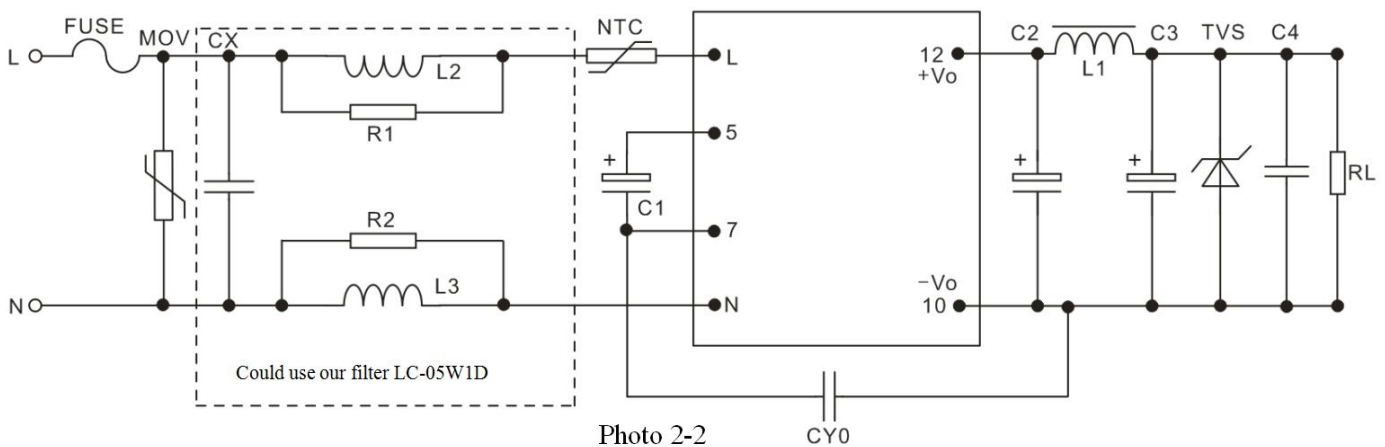 FUSE
MOV
CX
L
L2
R1
NTC
L
5
C1
7
N
R2
L3
N
Could use our filter LC-05W1D
12
+Vo
−Vo
10
C2
L1
C3
TVS
C4
RL
+
+
+
CY0
Photo 2-2